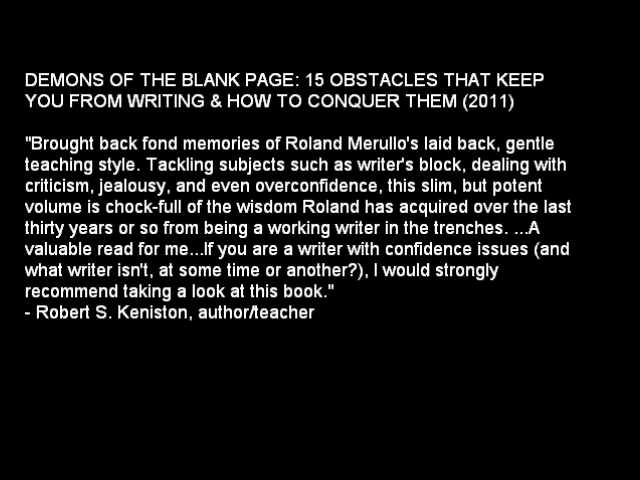 DEMONS OF THE BLANK PAGE: 15 OBSTACLES THAT KEEP
YOU FROM WRITING & HOW TO CONQUER THEM (2011)
"Brought back fond memories of Roland Merullo's laid back, gentle
teaching style. Tackling subjects such as writer's block, dealing with
criticism, jealousy, and even overconfidence, this slim, but potent
volume is chock-full of the wisdom Roland has acquired over the last
thirty years or so from being a working writer in the trenches. ...A
valuable read for me...If you are a writer with confidence issues (and
what writer isn't, at some time or another?), I would strongly
recommend taking a look at this book."
- Robert S. Keniston, author/teacher